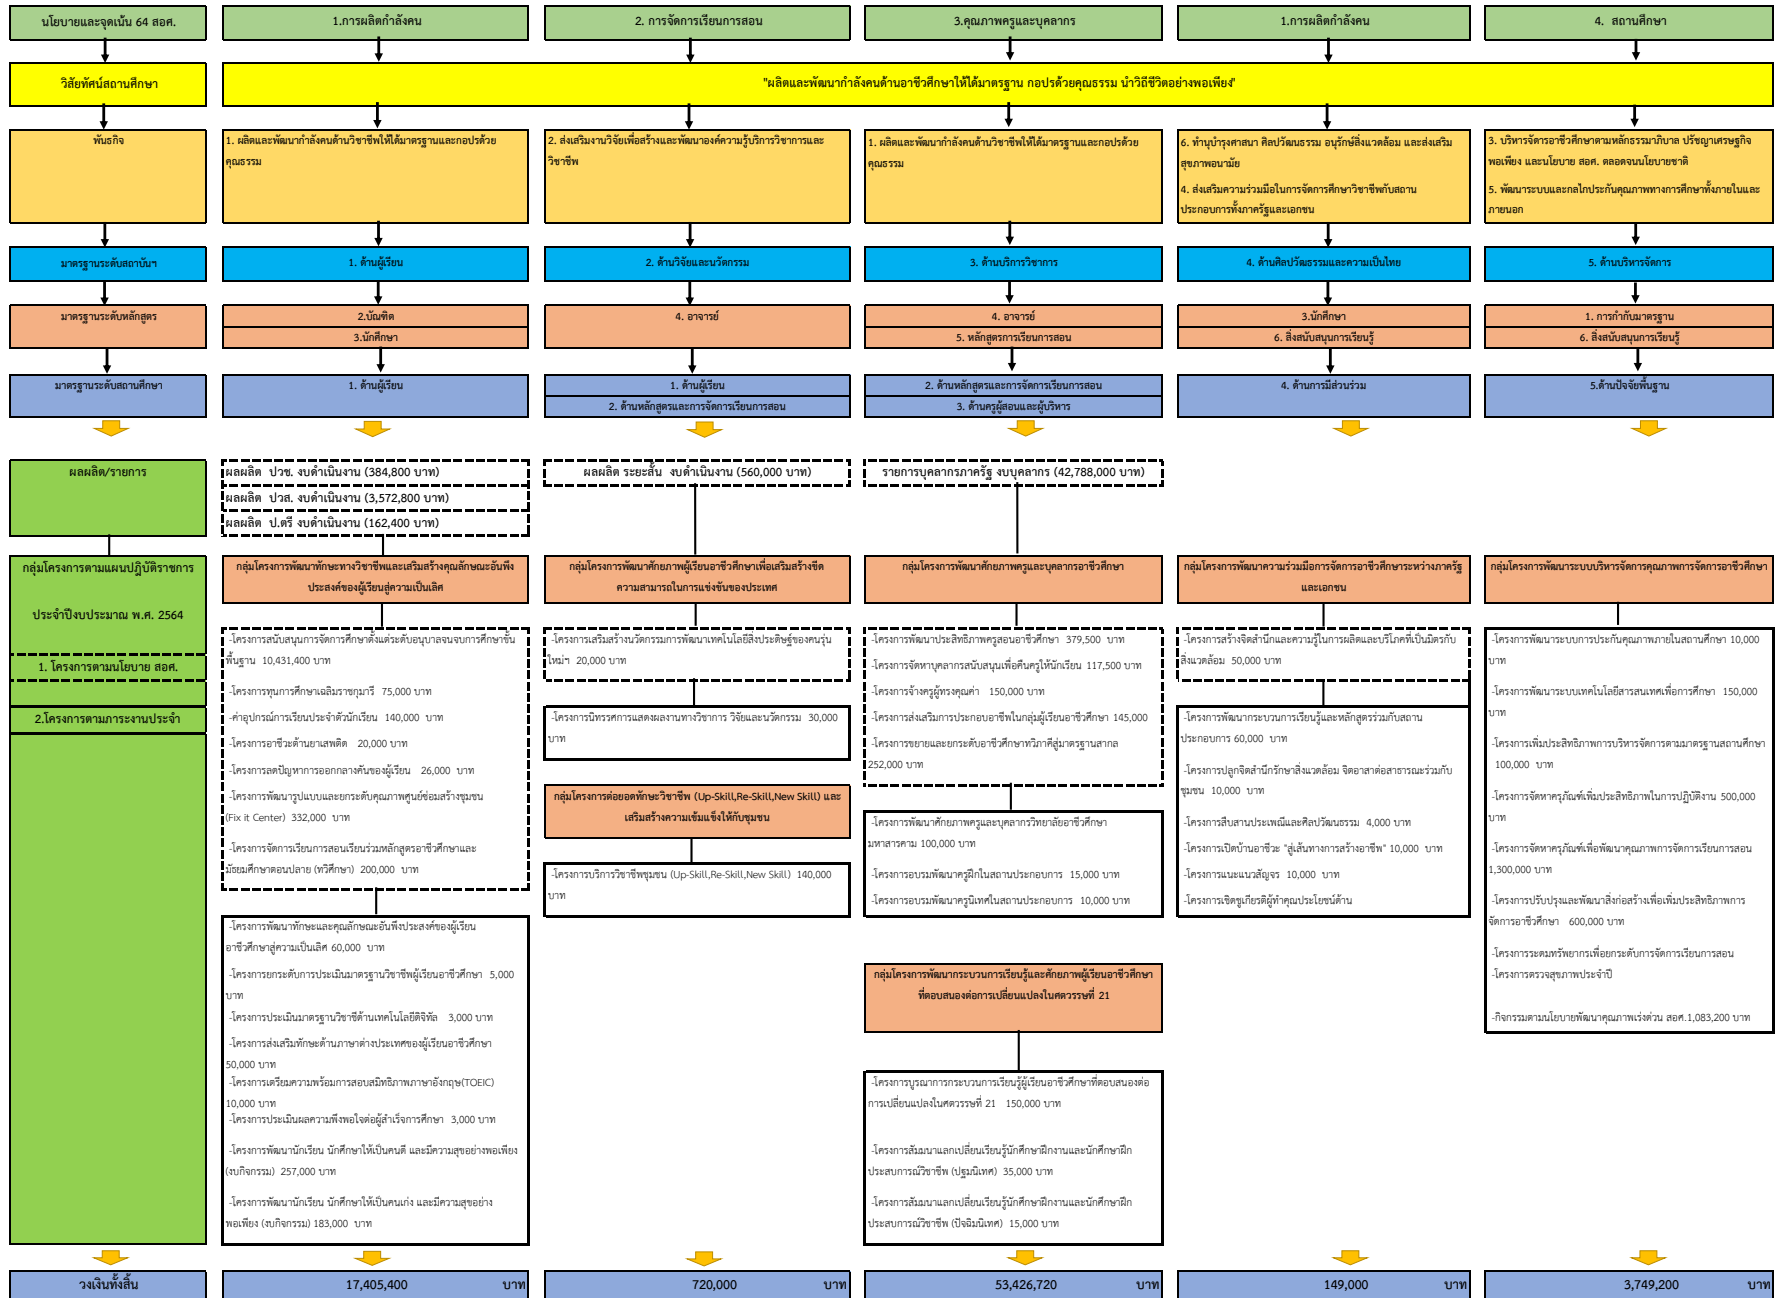 นโยบายและจุดเน้น 64 สอศ.
1.การผลิตกำลังคน
2. การจัดการเรียนการสอน
3.คุณภาพครูและบุคลากร
1.การผลิตกำลังคน
4. สถานศึกษา
วิสัยทัศน์สถานศึกษา
"ผลิตและพัฒนากำลังคนด้านอาชีวศึกษาให้ได้มาตรฐาน กอปรด้วยคุณธรรม นำวิถีชีวิตอย่างพอเพียง"
พันธกิจ
1. ผลิตและพัฒนากำลังคนด้านวิชาชีพให้ได้มาตรฐานและกอปรด้วย
คุณธรรม
2. ส่งเสริมงานวิจัยเพื่อสร้างและพัฒนาองค์ความรู้บริการวิชาการและ
วิชาชีพ
1. ผลิตและพัฒนากำลังคนด้านวิชาชีพให้ได้มาตรฐานและกอปรด้วย
คุณธรรม
6. ทำนุบำรุงศาสนา ศิลปวัฒนธรรม อนุรักษ์สิ่งแวดล้อม และส่งเสริม
สุขภาพอนามัย
4. ส่งเสริมความร่วมมือในการจัดการศึกษาวิชาชีพกับสถาน
ประกอบการทั้งภาครัฐและเอกชน
3. บริหารจัดการอาชีวศึกษาตามหลักธรรมาภิบาล ปรัชญาเศรษฐกิจ
พอเพียง และนโยบาย สอศ. ตลอดจนนโยบายชาติ
5. พัฒนาระบบและกลไกประกันคุณภาพทางการศึกษาทั้งภายในและ
ภายนอก
มาตรฐานระดับสถาบันฯ
1. ด้านผู้เรียน
2. ด้านวิจัยและนวัตกรรม
3. ด้านบริการวิชาการ
4. ด้านศิลปวัฒธรรมและความเป็นไทย
5. ด้านบริหารจัดการ
มาตรฐานระดับหลักสูตร
2.บัณฑิต
3.นักศึกษา
4. อาจารย์
4. อาจารย์
5. หลักสูตรการเรียนการสอน
3.นักศึกษา
6. สิ่งสนับสนุนการเรียนรู้
1. การกำกับมาตรฐาน
6. สิ่งสนับสนุนการเรียนรู้
มาตรฐานระดับสถานศึกษา
1. ด้านผู้เรียน
1. ด้านผู้เรียน
2. ด้านหลักสูตรและการจัดการเรียนการสอน
2. ด้านหลักสูตรและการจัดการเรียนการสอน
3. ด้านครูผู้สอนและผู้บริหาร
4. ด้านการมีส่วนร่วม
5.ด้านปัจจัยพื้นฐาน
ผลผลิต/รายการ
ผลผลิต ปวช. งบดำเนินงาน (384,800 บาท)
ผลผลิต ปวส. งบดำเนินงาน (3,572,800 บาท)
ผลผลิต ป.ตรี งบดำเนินงาน (162,400 บาท)
ผลผลิต ระยะสั้น งบดำเนินงาน (560,000 บาท)
รายการบุคลากรภาครัฐ งบบุคลากร (42,788,000 บาท)
กลุ่มโครงการตามแผนปฎิบัติราชการ
ประจำปีงบประมาณ พ.ศ. 2564
1. โครงการตามนโยบาย สอศ.
2.โครงการตามภาระงานประจำ
กลุ่มโครงการพัฒนาทักษะทางวิชาชีพและเสริมสร้างคุณลักษณะอันพึง
ประสงค์ของผู้เรียนสู่ความเป็นเลิศ
-โครงการสนับสนุนการจัดการศึกษาตั้งแต่ระดับอนุบาลจนจบการศึกษาขั้น
พื้นฐาน 10,431,400 บาท
-โครงการทุนการศึกษาเฉลิมราชกุมารี 75,000 บาท
-ค่าอุปกรณ์การเรียนประจำตัวนักเรียน 140,000 บาท
-โครงการอาชีวะต้านยาเสพติด 20,000 บาท
-โครงการลดปัญหาการออกกลางคันของผู้เรียน 26,000 บาท
-โครงการพัฒนารูปแบบและยกระดับคุณภาพศูนย์ซ่อมสร้างชุมชน
(Fix it Center) 332,000 บาท
-โครงการจัดการเรียนการสอนเรียนร่วมหลักสูตรอาชีวศึกษาและ
มัธยมศึกษาตอนปลาย (ทวิศึกษา) 200,000 บาท
-โครงการพัฒนาทักษะและคุณลักษณะอันพึงประสงค์ของผู้เรียน
อาชีวศึกษาสู่ความเป็นเลิศ 60,000 บาท
-โครงการยกระดับการประเมินมาตรฐานวิชาชีพผู้เรียนอาชีวศึกษา 5,000
บาท
-โครงการประเมินมาตรฐานวิชาชีด้านเทคโนโลยีดิจิทัล 3,000 บาท
-โครงการส่งเสริมทักษะด้านภาษาต่างประเทศของผู้เรียนอาชีวศึกษา
50,000 บาท
-โครงการเตรียมความพร้อมการสอบสมิทธิภาพภาษาอังกฤษ(TOEIC)
10,000 บาท
-โครงการประเมินผลความพึงพอใจต่อผู้สำเร็จการศึกษา 3,000 บาท
-โครงการพัฒนานักเรียน นักศึกษาให้เป็นคนดี และมีความสุขอย่างพอเพียง
(งบกิจกรรม) 257,000 บาท
-โครงการพัฒนานักเรียน นักศึกษาให้เป็นคนเก่ง และมีความสุขอย่าง
พอเพียง (งบกิจกรรม) 183,000 บาท
กลุ่มโครงการพัฒนาศักยภาพผู้เรียนอาชีวศึกษาเพื่อเสริมสร้างขีด
ความสามารถในการแข่งขันของประเทศ
-โครงการเสริมสร้างนวัตกรรมการพัฒนาเทคโนโลยีสิ่งประดิษฐ์ของคนรุ่น
ใหม่ฯ 20,000 บาท
-โครงการนิทรรศการแสดงผลงานทางวิชาการ วิจัยและนวัตกรรม 30,000
บาท
กลุ่มโครงการต่อยอดทักษะวิชาชีพ (Up-Skill,Re-Skill,New Skill) และ
เสริมสร้างความเข้มแข็งให้กับชุมชน
-โครงการบริการวิชาชีพชุมชน (Up-Skill,Re-Skill,New Skill) 140,000
บาท
กลุ่มโครงการพัฒนาศักยภาพครูและบุคลากรอาชีวศึกษา
-โครงการพัฒนาประสิทธิภาพครูสอนอาชีวศึกษา 379,500 บาท
-โครงการจัดหาบุคลากรสนับสนุนเพื่อคืนครูให้นักเรียน 117,500 บาท
-โครงการจ้างครูผู้ทรงคุณค่า 150,000 บาท
-โครงการส่งเสริมการประกอบอาชีพในกลุ่มผู้เรียนอาชีวศึกษา 145,000
-โครงการขยายและยกระดับอาชีวศึกษาทวิภาคีสู่มาตรฐานสากล
252,000 บาท
-โครงการพัฒนาศักยภาพครูและบุคลากรวิทยาลัยอาชีวศึกษา
มหาสารคาม 100,000 บาท
-โครงการอบรมพัฒนาครูฝึกในสถานประกอบการ 15,000 บาท
-โครงการอบรมพัฒนาครูนิเทศในสถานประกอบการ 10,000 บาท
กลุ่มโครงการพัฒนากระบวนการเรียนรู้และศักยภาพผู้เรียนอาชีวศึกษา
ที่ตอบสนองต่อการเปลี่ยนแปลงในศตวรรษที่ 21
-โครงการบูรณาการกระบวนการเรียนรู้ผู้เรียนอาชีวศึกษาที่ตอบสนองต่อ
การเปลี่ยนแปลงในศตวรรษที่ 21 150,000 บาท
-โครงการสัมมนาแลกเปลี่ยนเรียนรู้นักศึกษาฝึกงานและนักศึกษาฝึก
ประสบการณ์วิชาชีพ (ปฐมนิเทศ) 35,000 บาท
-โครงการสัมมนาแลกเปลี่ยนเรียนรู้นักศึกษาฝึกงานและนักศึกษาฝึก
ประสบการณ์วิชาชีพ (ปัจฉิมนิเทศ) 15,000 บาท
กลุ่มโครงการพัฒนาความร่วมมือการจัดการอาชีวศึกษาระหว่างภาครัฐ
และเอกชน
-โครงการสร้างจิตสำนึกและความรู้ในการผลิตและบริโภคที่เป็นมิตรกับ
สิ่งแวดล้อม 50,000 บาท
-โครงการพัฒนากระบวนการเรียนรู้และหลักสูตรร่วมกับสถาน
ประกอบการ 60,000 บาท
-โครงการปลูกจิตสำนึกรักษาสิ่งแวดล้อม จิตอาสาต่อสาธารณะร่วมกับ
ชุมชน 10,000 บาท
-โครงการสืบสานประเพณีและศิลปวัฒนธรรม 4,000 บาท
-โครงการเปิดบ้านอาชีวะ "สู่เส้นทางการสร้างอาชีพ" 10,000 บาท
-โครงการแนะแนวสัญจร 10,000 บาท
-โครงการเชิดชูเกียรติผู้ทำคุณประโยชน์ด้าน
กลุ่มโครงการพัฒนาระบบบริหารจัดการคุณภาพการจัดการอาชีวศึกษา
-โครงการพัฒนาระบบการประกันคุณภาพภายในสถานศึกษา 10,000
บาท
-โครงการพัฒนาระบบเทคโนโลยีสารสนเทศเพื่อการศึกษา 150,000
บาท
-โครงการเพิ่มประสิทธิภาพการบริหารจัดการตามมาตรฐานสถานศึกษา
100,000 บาท
-โครงการจัดหาครุภัณฑ์เพิ่มประสิทธิภาพในการปฏิบัติงาน 500,000
บาท
-โครงการจัดหาครุภัณฑ์เพื่อพัฒนาคุณภาพการจัดการเรียนการสอน
1,300,000 บาท
-โครงการปรับปรุงและพัฒนาสิ่งก่อสร้างเพื่อเพิ่มประสิทธิภาพการ
จัดการอาชีวศึกษา 600,000 บาท
-โครงการระดมทรัพยากรเพื่อยกระดับการจัดการเรียนการสอน
-โครงการตรวจสุขภาพประจำปี
-กิจกรรมตามนโยบายพัฒนาคุณภาพเร่งด่วน สอศ.1,083,200 บาท
วงเงินทั้งสิ้น
17,405,400 บาท
720,000 บาท
53,426,720 บาท
149,000 บาท
3,749,200 บาท